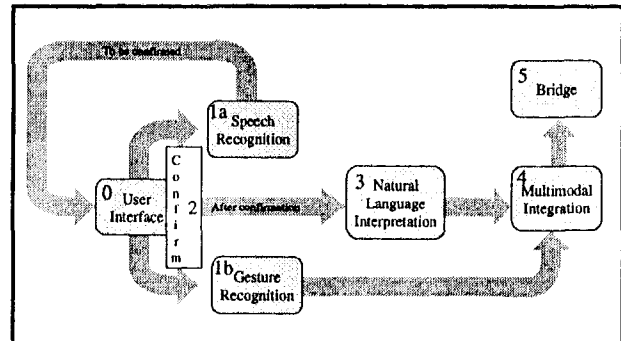 To be confirmed
5
Bridge
1a
Speech
Recognition
0
User
Interface
Confirm
2
After confirmation
3
Natural
Language
Interpretation
4
Multimodal
Integration
1b
Gesture
Recognition